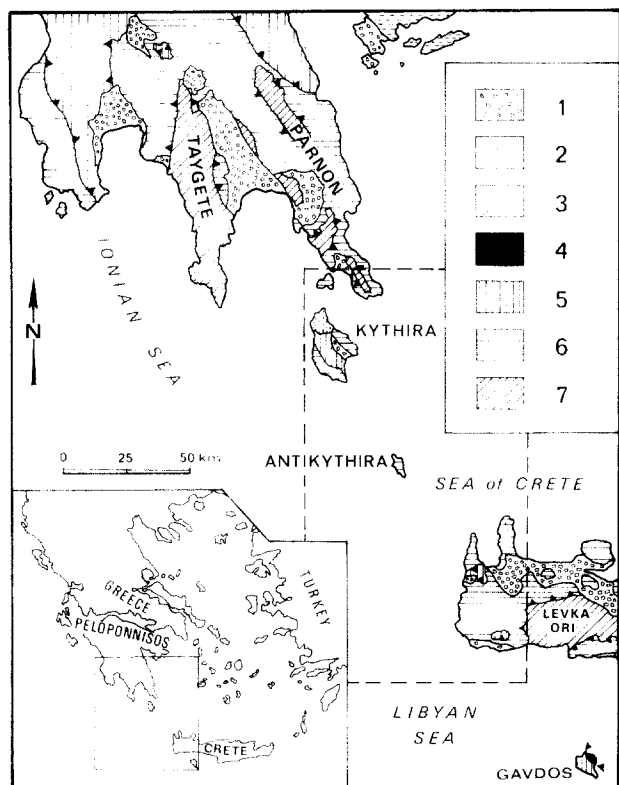 1
2
3
4
5
6
7
TAYGETE
PARNON
IONIAN SEA
N
KYTHIRA
0 25 50 km
ANTIKYTHIRA
SEA of CRETE
GREECE
PELOPONNISOS
TURKEY
CRETE
LEVKA
ORI
LIBYAN
SEA
GAVDOS